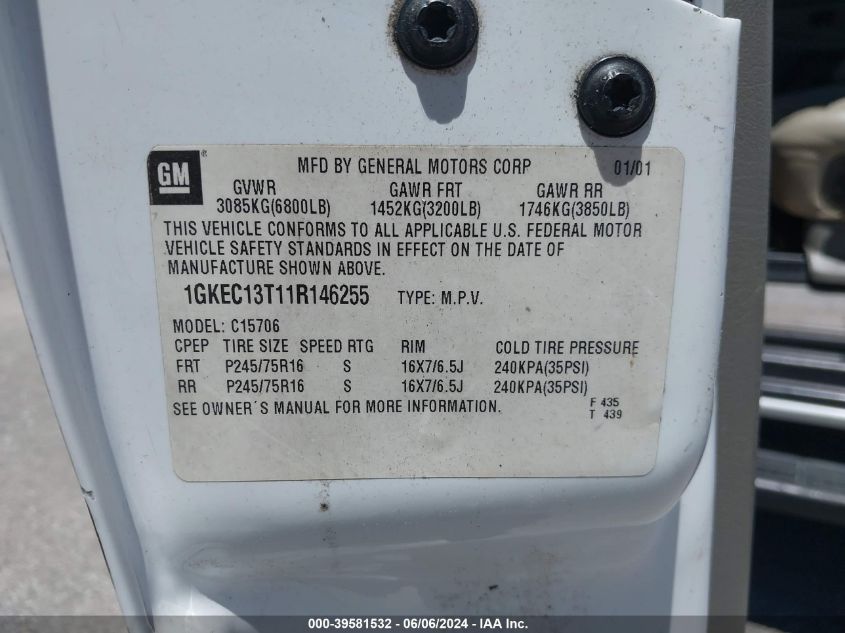 GM ® MFD BY GENERAL MOTORS CORP 01/01
GVWR GAWR FRT GAWR RR
3085KG(6800LB) 1452KG(3200LB) 1746KG(3850LB)
THIS VEHICLE CONFORMS TO ALL APPLICABLE U.S. FEDERAL MOTOR
VEHICLE SAFETY STANDARDS IN EFFECT ON THE DATE OF
MANUFACTURE SHOWN ABOVE.
1GKEC13T11R146255 TYPE: M.P.V.
MODEL: C15706
CPEP TIRE SIZE SPEED RTG RIM COLD TIRE PRESSURE
FRT P245/75R16 S 16X7/6.5J 240KPA(35PSI)
RR P245/75R16 S 16X7/6.5J 240KPA(35PSI)
SEE OWNER´S MANUAL FOR MORE INFORMATION. F 435
T 439
000-39581532 - 06/06/2024 - IAA Inc.